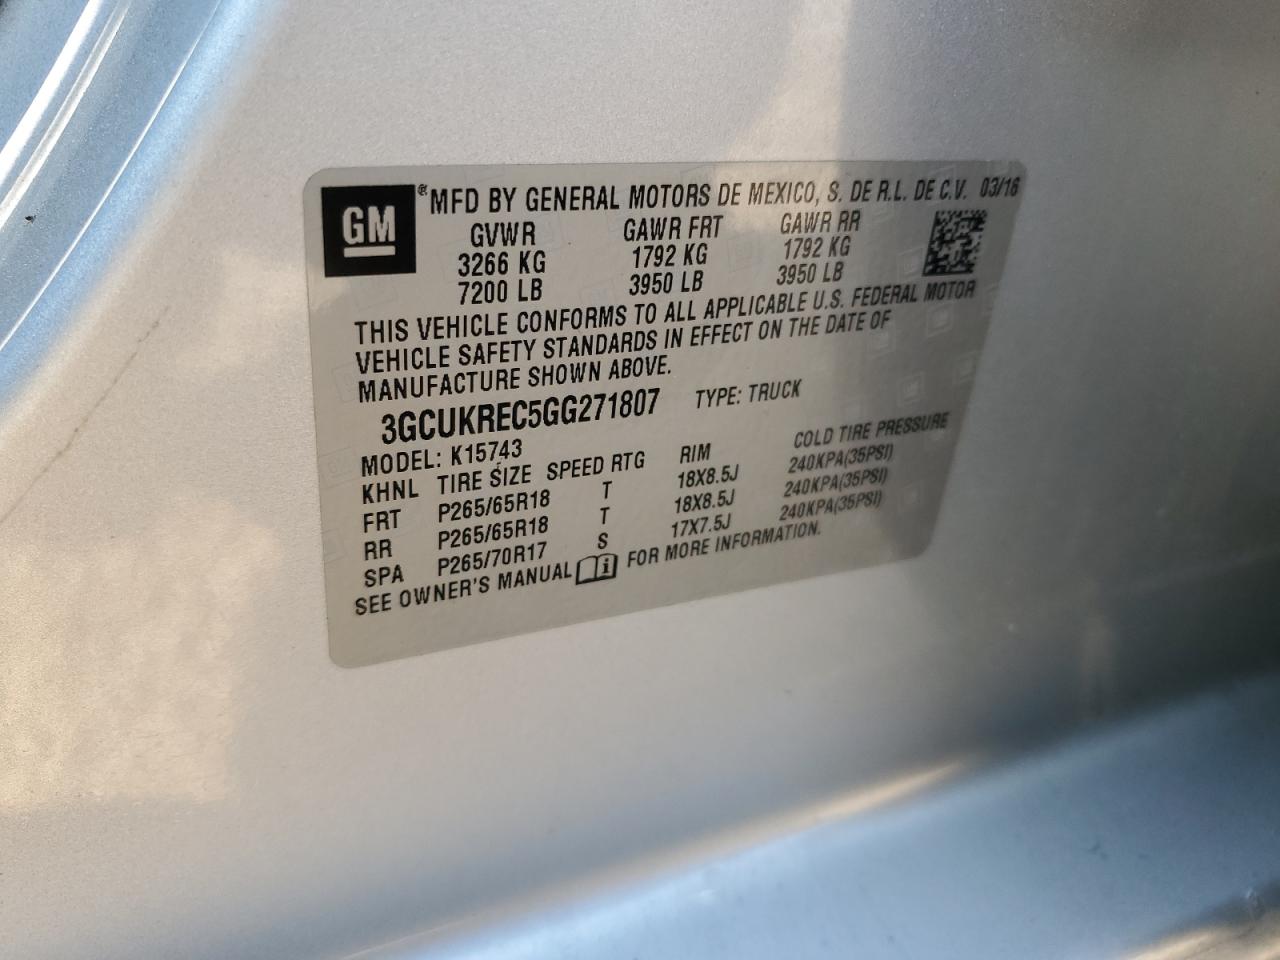 GM ® MFD BY GENERAL MOTORS DE MEXICO, S. DE R.L. DE C.V. 03/16
GVWR GAWR FRT GAWR RR
3266 KG 1792 KG 1792 KG
7200 LB 3950 LB 3950 LB
THIS VEHICLE CONFORMS TO ALL APPLICABLE U.S. FEDERAL MOTOR
VEHICLE SAFETY STANDARDS IN EFFECT ON THE DATE OF
MANUFACTURE SHOWN ABOVE.
3GCUKREC5GG271807 TYPE: TRUCK
MODEL: K15743
KHNL TIRE SIZE SPEED RTG RIM COLD TIRE PRESSURE
FRT P265/65R18 T 18X8.5J 240KPA(35PSI)
RR P265/65R18 T 18X8.5J 240KPA(35PSI)
SPA P265/70R17 S 17X7.5J 240KPA(35PSI)
SEE OWNER'S MANUAL FOR MORE INFORMATION.